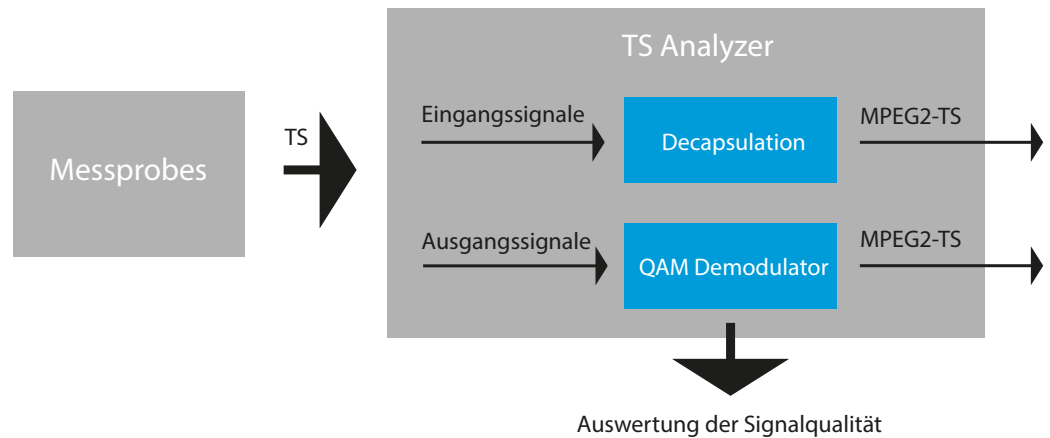 TS Analyzer
Messprobes
TS
Eingangssignale
Decapsulation
MPEG2-TS
Ausgangssignale
QAM Demodulator
MPEG2-TS
Auswertung der Signalqualität